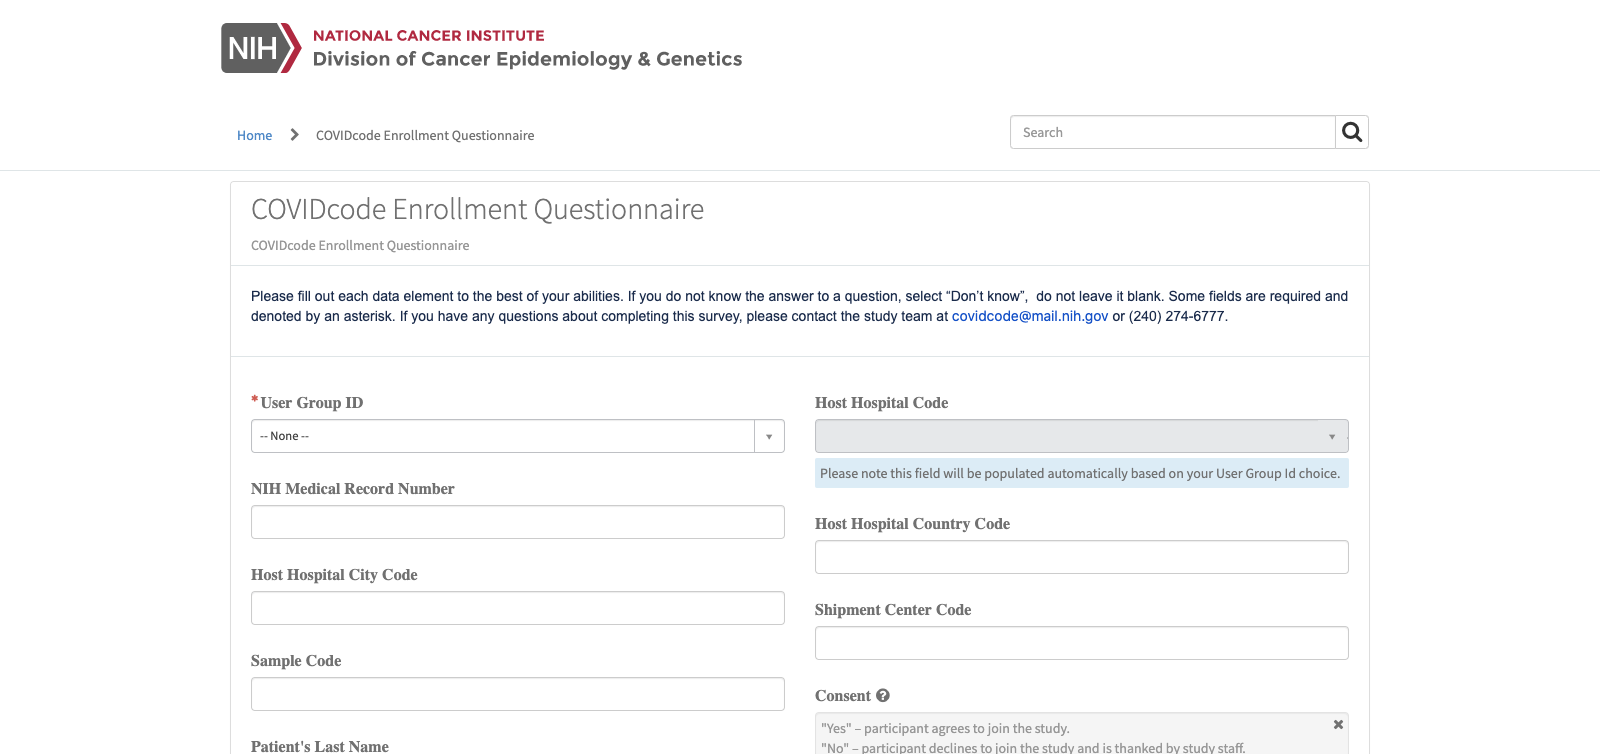 NIH
NATIONAL CANCER INSTITUTE
Division of Cancer Epidemiology & Genetics
Home
COVIDcode Enrollment Questionnaire
Search
COVIDcode Enrollment Questionnaire
COVIDcode Enrollment Questionnaire
Please fill out each data element to the best of your abilities. If you do not know the answer to a question, select “Don’t know”,  do not leave it blank. Some fields are required and
denoted by an asterisk. If you have any questions about completing this survey, please contact the study team at covidcode@mail.nih.gov or (240) 274-6777.
* User Group ID
-- None --
NIH Medical Record Number
Host Hospital City Code
Sample Code
Patient's Last Name
Host Hospital Code
Please note this field will be populated automatically based on your User Group Id choice.
Host Hospital Country Code
Shipment Center Code
Consent
"Yes" – participant agrees to join the study.
"No" – participant declines to join the study and is thanked by study staff.